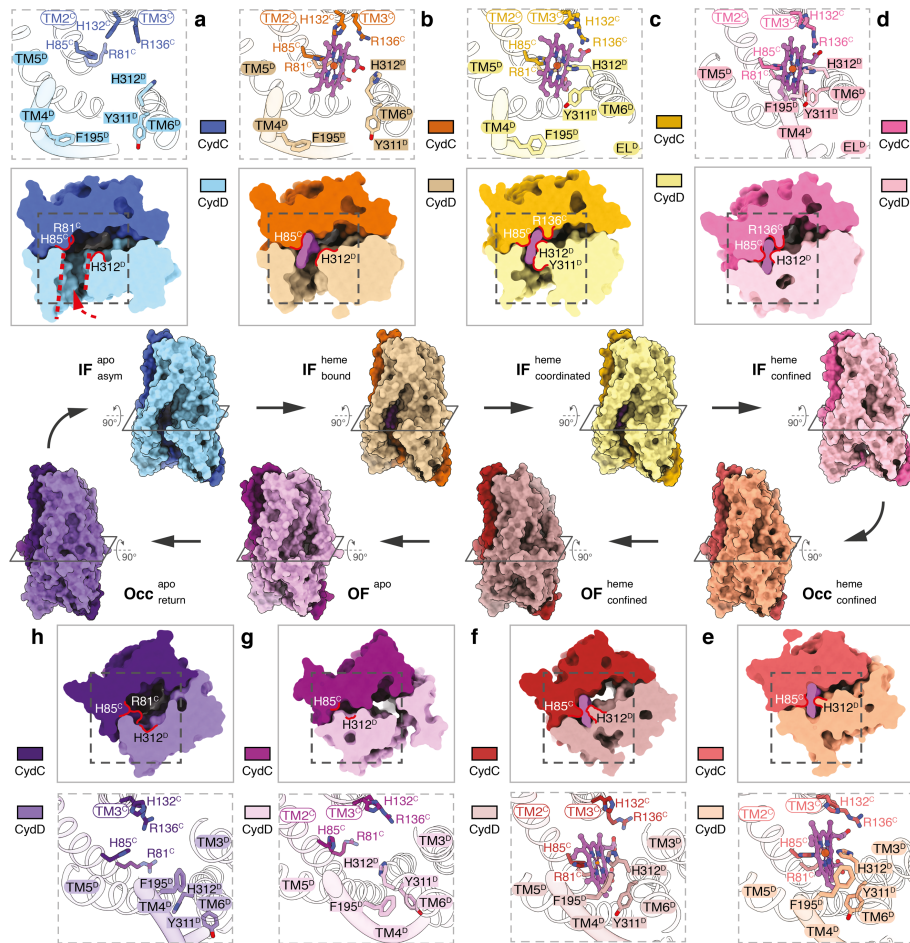 a
TM2ᶜ H132ᶜ TM3ᶜ
H85ᶜ R81ᶜ R136ᶜ
TM5ᴰ
H312ᴰ
TM4ᴰ F195ᴰ Y311ᴰ TM6ᴰ
CydC
CydD
R81ᶜ
H85ᶜ
H312ᴰ
b
TM2ᶜ H132ᶜ TM3ᶜ
R136ᶜ
H85ᶜ
R81ᶜ
TM5ᴰ H312ᴰ
TM4ᴰ F195ᴰ TM6ᴰ
Y311ᴰ
CydC
CydD
H85ᶜ
H312ᴰ
c
TM2ᶜ TM3ᶜ H132ᶜ
R136ᶜ
H85ᶜ
R81ᶜ H312ᴰ
TM5ᴰ
Y311ᴰ TM6ᴰ
TM4ᴰ
F195ᴰ
ELᴰ
CydC
CydD
R136ᶜ
H85ᶜ
H312ᴰ
Y311ᴰ
d
TM2ᶜ TM3ᶜ H132ᶜ
R136ᶜ
H85ᶜ
TM5ᴰ R81ᶜ H312ᴰ
F195ᴰ Y311ᴰ TM6ᴰ
TM4ᴰ
ELᴰ
CydC
CydD
R136ᶜ
H85ᶜ
H312ᴰ
IF apo asym
90°
IF heme bound
90°
IF heme coordinated
90°
IF heme confined
90°
Occ apo return
90°
OF apo
90°
OF heme confined
90°
Occ heme confined
90°
h
H85ᶜ R81ᶜ
H312ᴰ
CydC
CydD
TM3ᶜ H132ᶜ
R136ᶜ
H85ᶜ R81ᶜ TM3ᴰ
TM5ᴰ F195ᴰ H312ᴰ
TM4ᴰ TM6ᴰ
Y311ᴰ
g
H85ᶜ
H312ᴰ
CydC
CydD
TM2ᶜ TM3ᶜ H132ᶜ
R136ᶜ
H85ᶜ R81ᶜ TM3ᴰ
H312ᴰ
TM5ᴰ Y311ᴰ
F195ᴰ TM6ᴰ
TM4ᴰ
f
H85ᶜ H312ᴰ
CydC
CydD
TM2ᶜ TM3ᶜ H132ᶜ
R136ᶜ
H85ᶜ
R81ᶜ TM3ᴰ
TM5ᴰ H312ᴰ
F195ᴰ Y311ᴰ
TM4ᴰ TM6ᴰ
e
H85ᶜ H312ᴰ
CydC
CydD
TM2ᶜ TM3ᶜ H132ᶜ
R136ᶜ
H85ᶜ TM3ᴰ
R81 H312ᴰ
TM5ᴰ F195ᴰ Y311ᴰ
TM4ᴰ TM6ᴰ